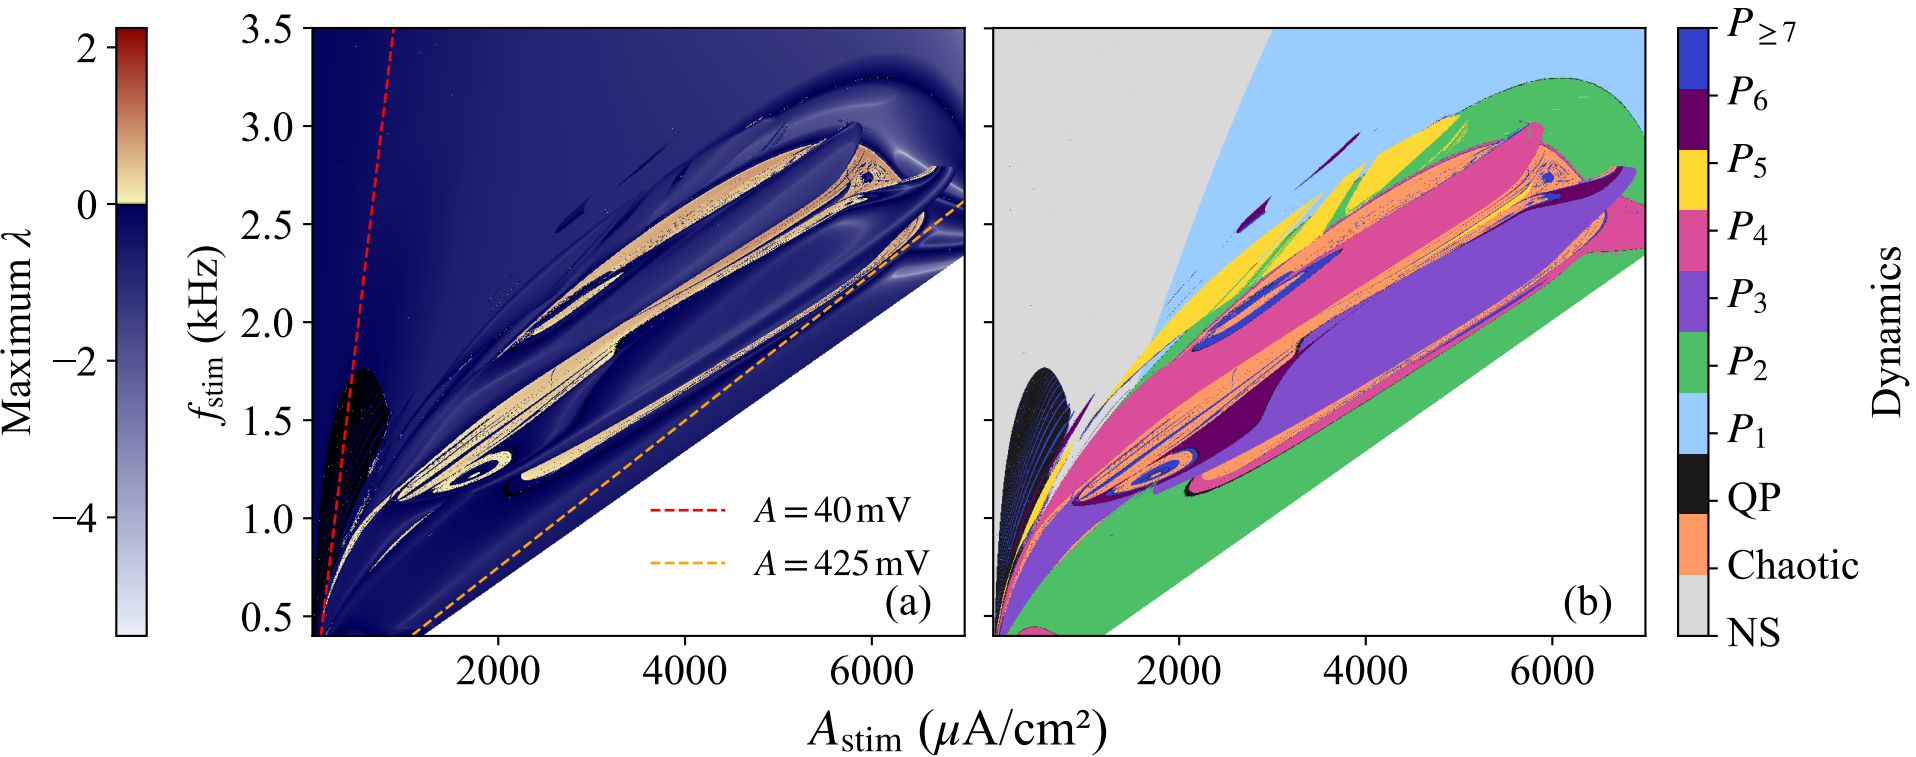 Maximum λ
2
0
−2
−4
f_stim (kHz)
3.5
3.0
2.5
2.0
1.5
1.0
0.5
A = 40 mV
A = 425 mV
(a)
2000
4000
6000
(b)
2000
4000
6000
A_stim (μA/cm²)
P≥7
P6
P5
P4
P3
P2
P1
QP
Chaotic
NS
Dynamics